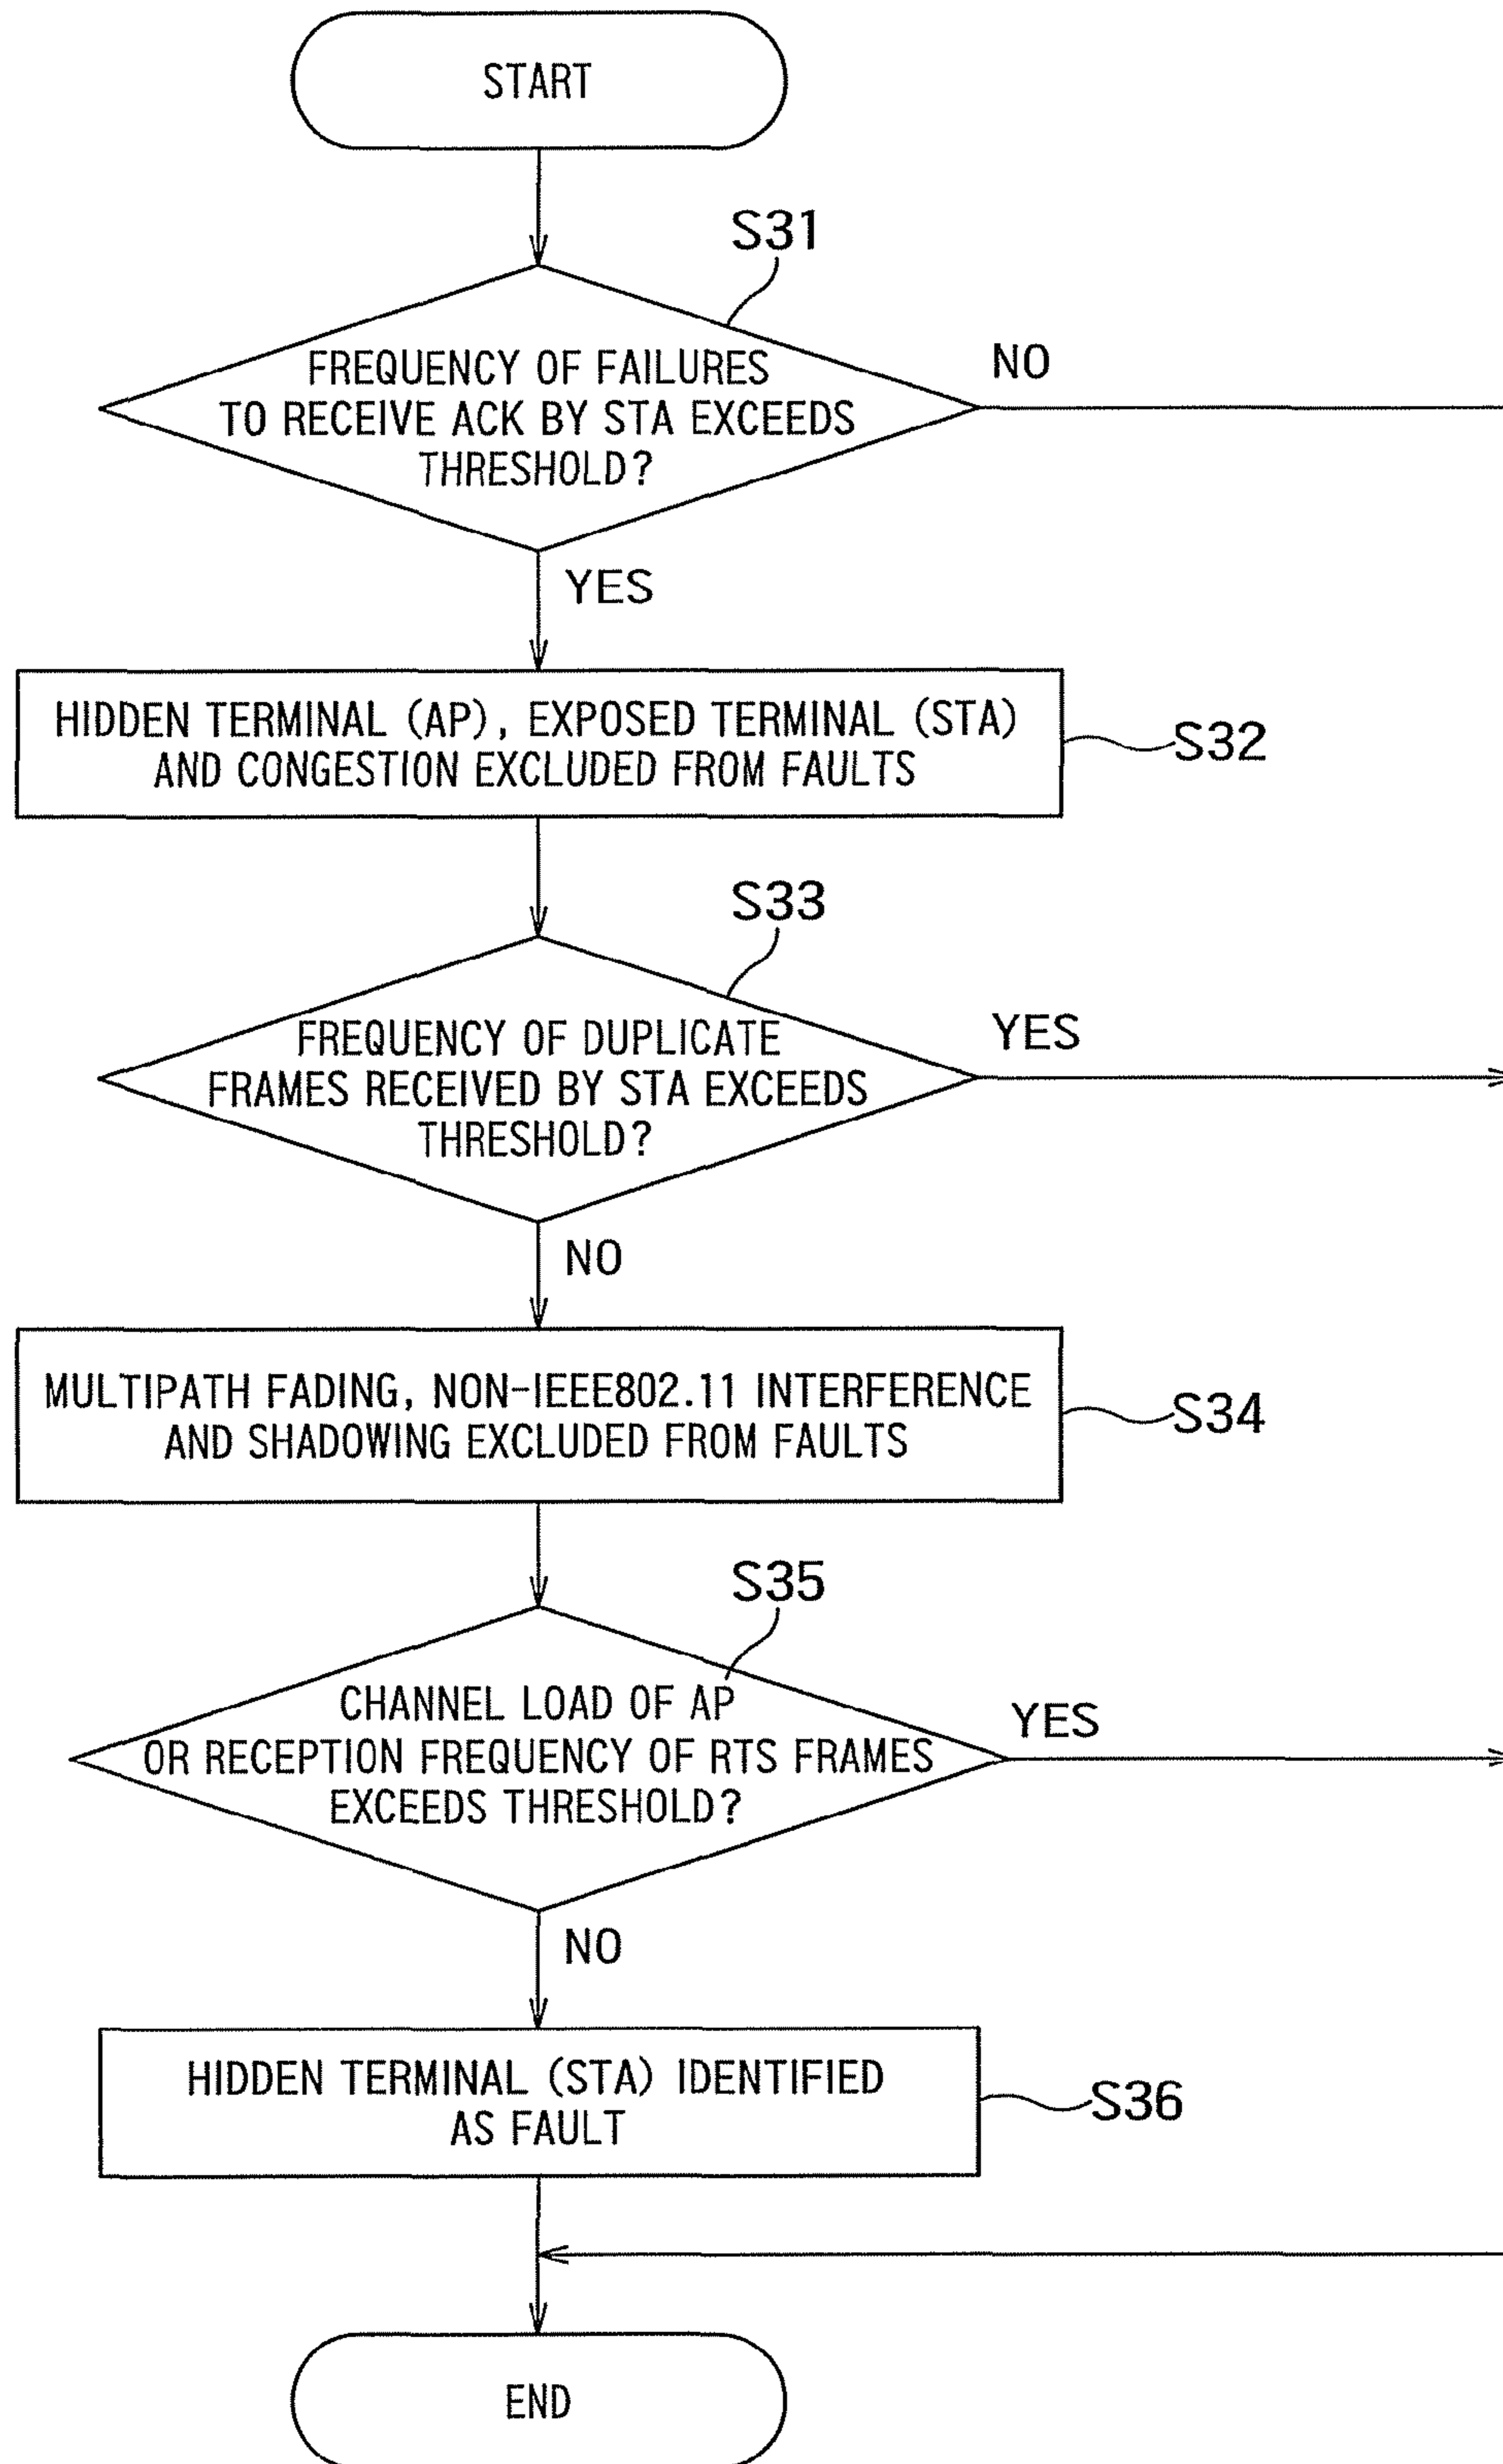 START
S31
FREQUENCY OF FAILURES
TO RECEIVE ACK BY STA EXCEEDS
THRESHOLD?
NO
YES
HIDDEN TERMINAL (AP), EXPOSED TERMINAL (STA)
AND CONGESTION EXCLUDED FROM FAULTS
S32
S33
FREQUENCY OF DUPLICATE
FRAMES RECEIVED BY STA EXCEEDS
THRESHOLD?
YES
NO
MULTIPATH FADING, NON-IEEE802.11 INTERFERENCE
AND SHADOWING EXCLUDED FROM FAULTS
S34
S35
CHANNEL LOAD OF AP
OR RECEPTION FREQUENCY OF RTS FRAMES
EXCEEDS THRESHOLD?
YES
NO
HIDDEN TERMINAL (STA) IDENTIFIED
AS FAULT
S36
END